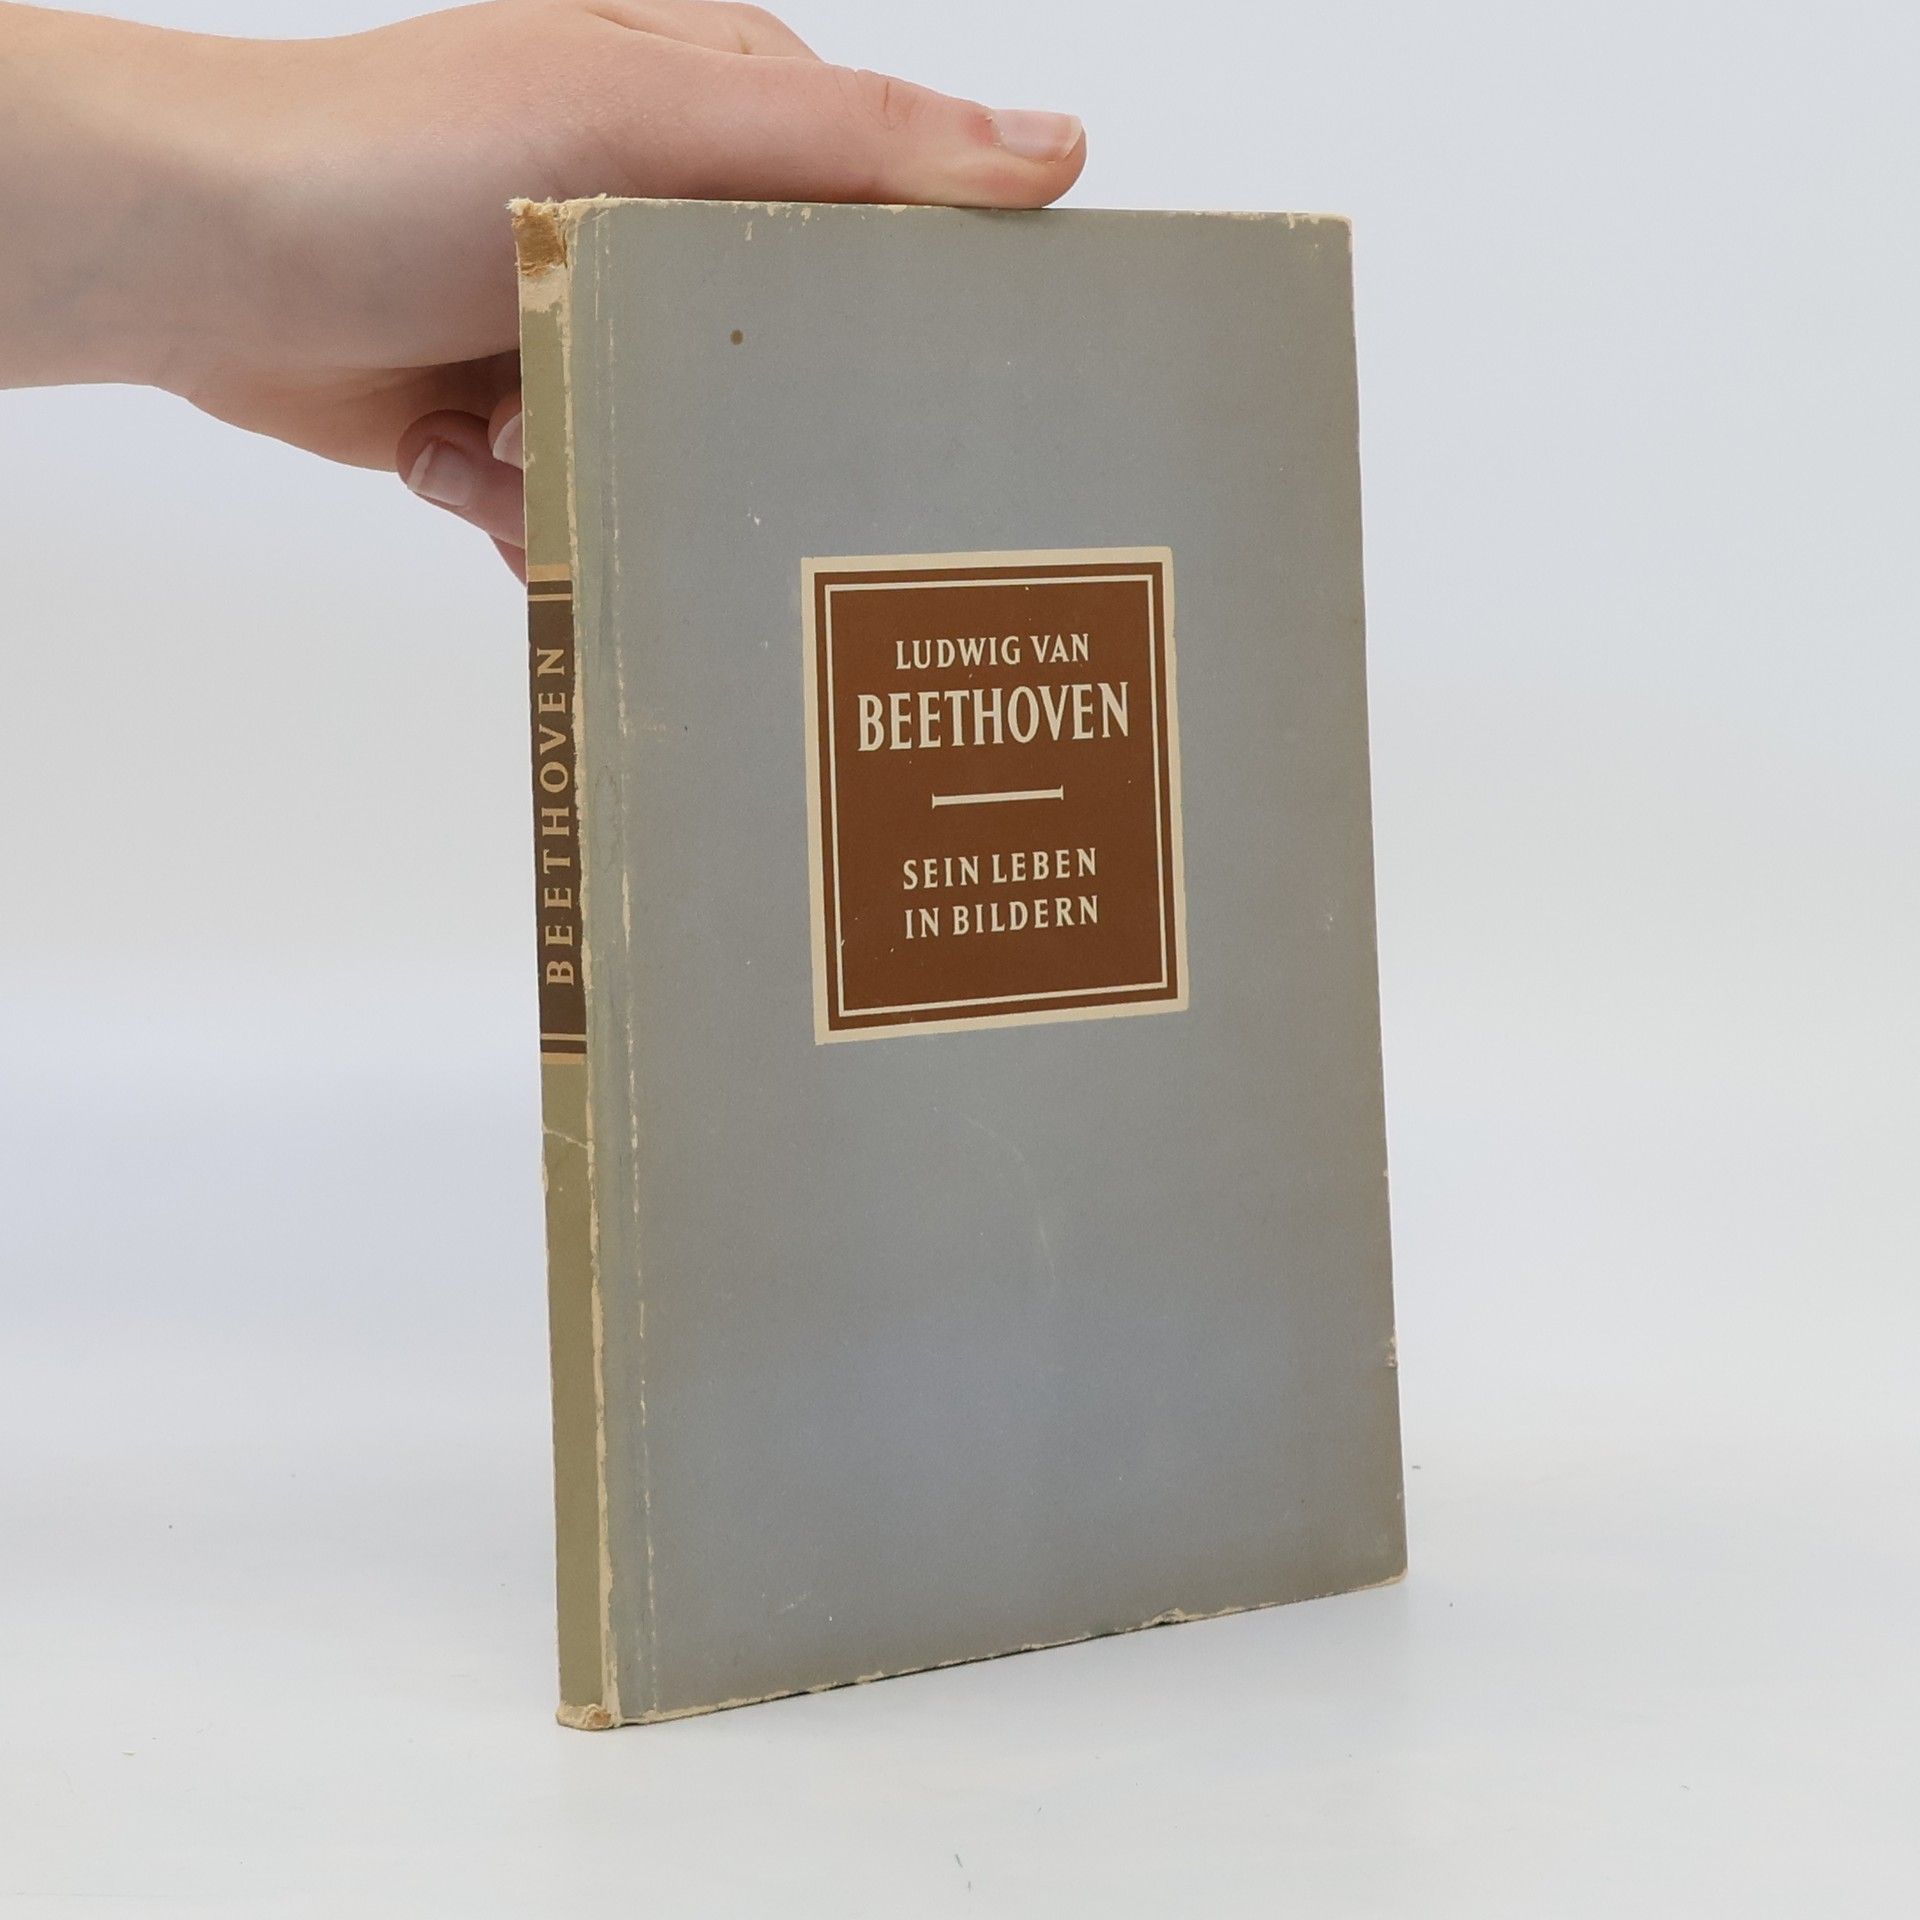 BEETHOVEN
LUDWIG VAN
BEETHOVEN
SEIN LEBEN
IN BILDERN